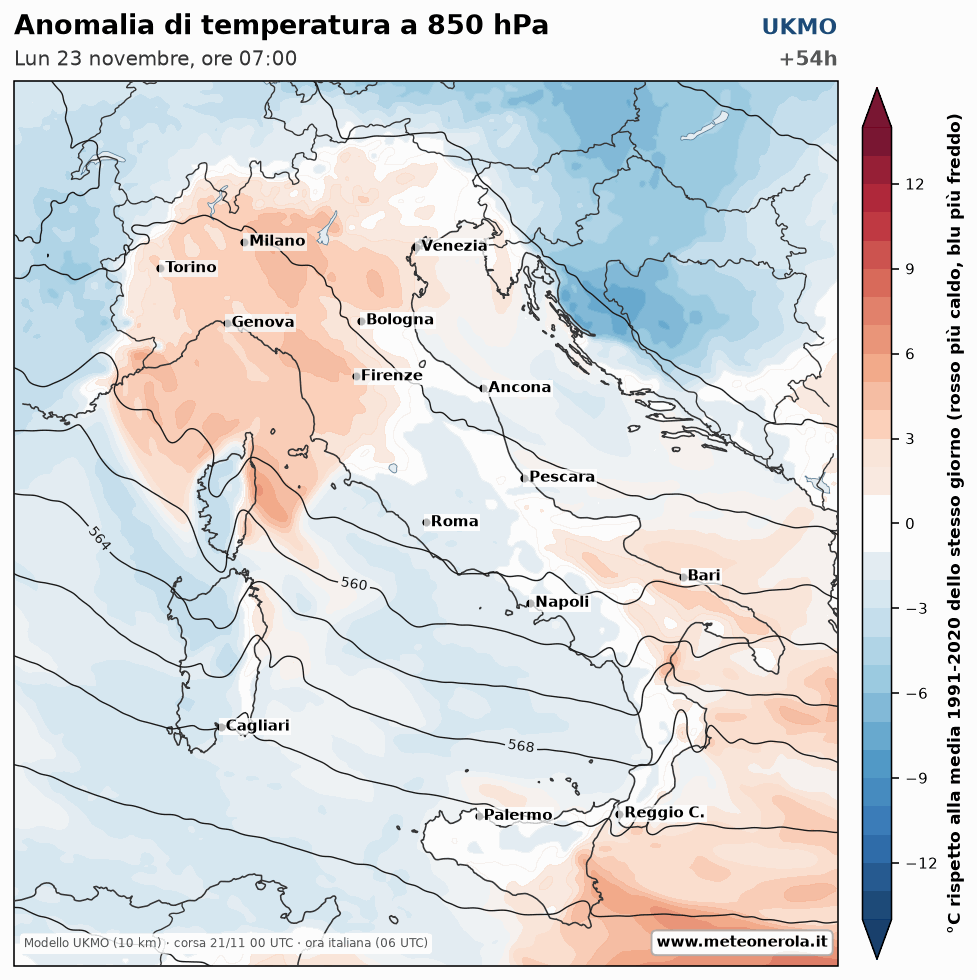 Anomalia di temperatura a 850 hPa
UKMO
Lun 23 novembre, ore 07:00
+54h
Milano
Venezia
Torino
Genova
Bologna
Firenze
Ancona
Pescara
Roma
564
560
Bari
Napoli
Cagliari
568
Palermo
Reggio C.
12
9
6
3
0
−3
−6
−9
−12
°C rispetto alla media 1991-2020 dello stesso giorno (rosso più caldo, blu più freddo)
Modello UKMO (10 km) · corsa 21/11 00 UTC · ora italiana (06 UTC)
www.meteonerola.it